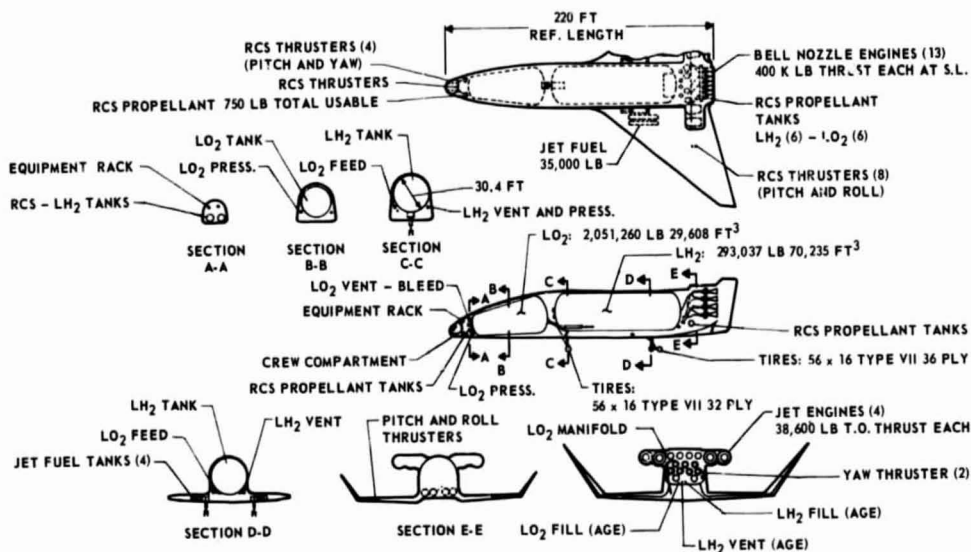 220 FT
REF. LENGTH
RCS THRUSTERS (4)
(PITCH AND YAW)
RCS THRUSTERS
RCS PROPELLANT 750 LB TOTAL USABLE
BELL NOZZLE ENGINES (13)
400 K LB THRUST EACH AT S.L.
RCS PROPELLANT
TANKS
LH2 (6) - LO2 (6)
JET FUEL
35,000 LB
RCS THRUSTERS (8)
(PITCH AND ROLL)
LH2 TANK
LO2 TANK
LO2 PRESS.
LO2 FEED
EQUIPMENT RACK
30.4 FT
RCS - LH2 TANKS
LH2 VENT AND PRESS.
SECTION
A-A
SECTION
B-B
SECTION
C-C
LO2: 2,051,260 LB 29,608 FT3
LH2: 293,037 LB 70,235 FT3
LO2 VENT - BLEED
A
B
C
D
E
EQUIPMENT RACK
RCS PROPELLANT TANKS
CREW COMPARTMENT
A
B
C
D
E
RCS PROPELLANT TANKS
LO2 PRESS.
TIRES: 56 x 16 TYPE VII 36 PLY
TIRES:
56 x 16 TYPE VII 32 PLY
LH2 TANK
LO2 FEED
LH2 VENT
JET FUEL TANKS (4)
PITCH AND ROLL
THRUSTERS
LO2 MANIFOLD
JET ENGINES (4)
38,600 LB T.O. THRUST EACH
YAW THRUSTER (2)
LH2 FILL (AGE)
LO2 FILL (AGE)
LH2 VENT (AGE)
SECTION D-D
SECTION E-E